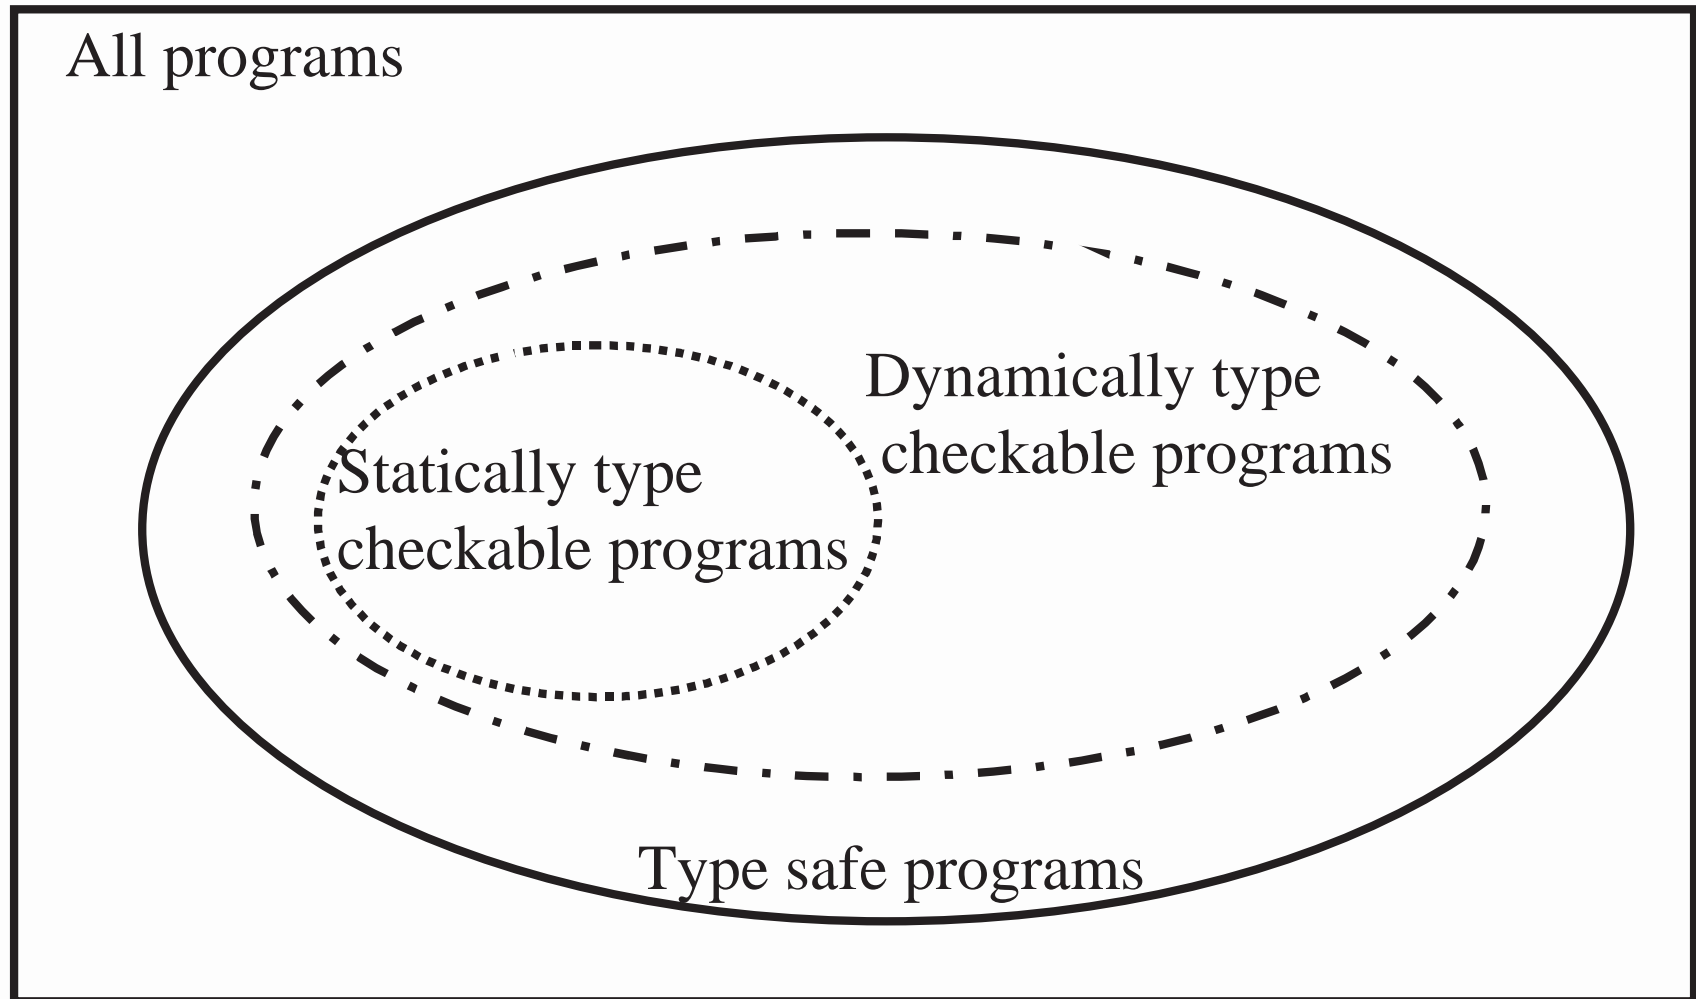 All programs
Dynamically type
checkable programs
Statically type
checkable programs
Type safe programs